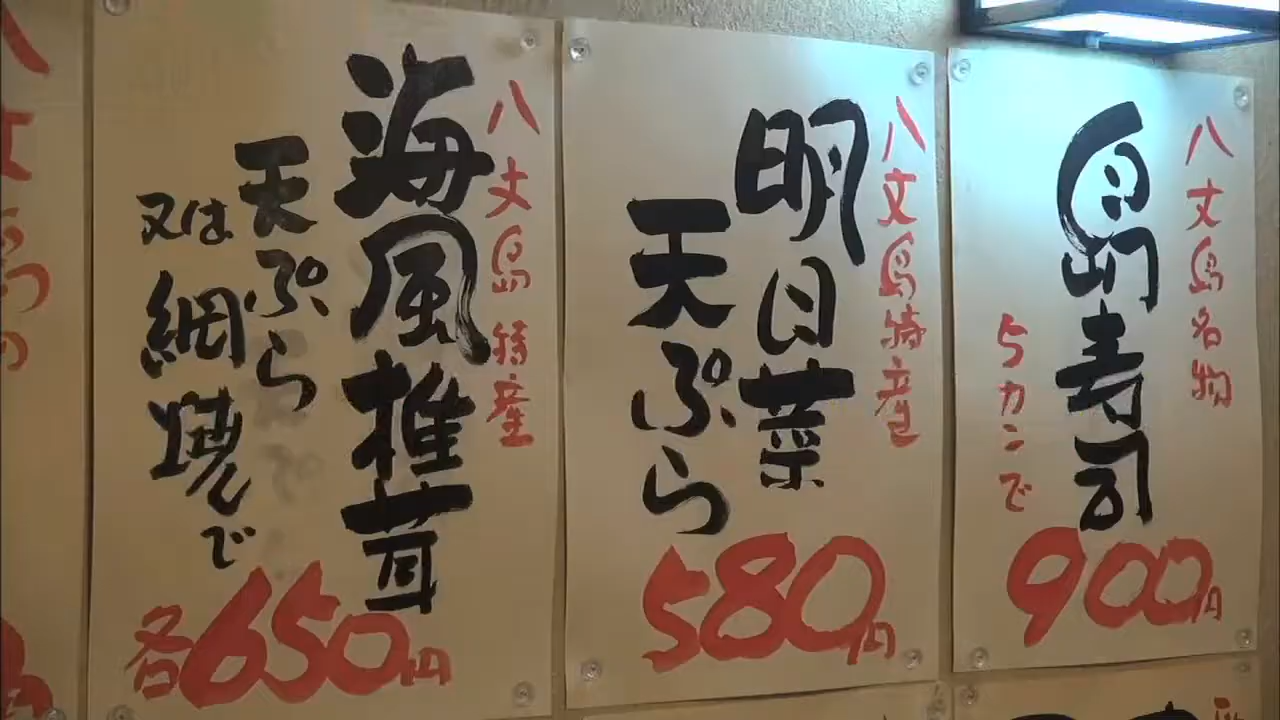 八丈島名物
島寿司
5カンで
900円
八丈島特産
明日葉
天ぷら
580円
八丈島特産
海風椎茸
天ぷら
又は網焼で
各650円